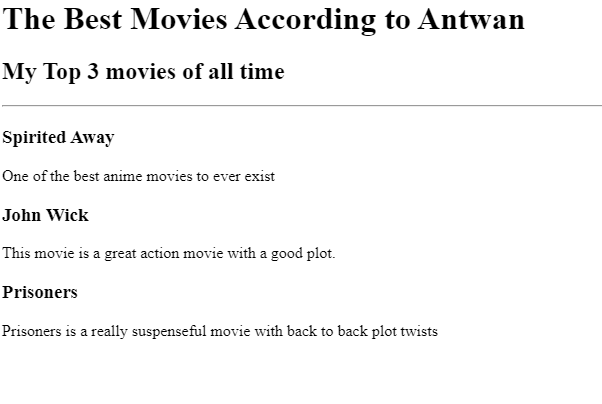 The Best Movies According to Antwan
My Top 3 movies of all time
Spirited Away
One of the best anime movies to ever exist
John Wick
This movie is a great action movie with a good plot.
Prisoners
Prisoners is a really suspenseful movie with back to back plot twists